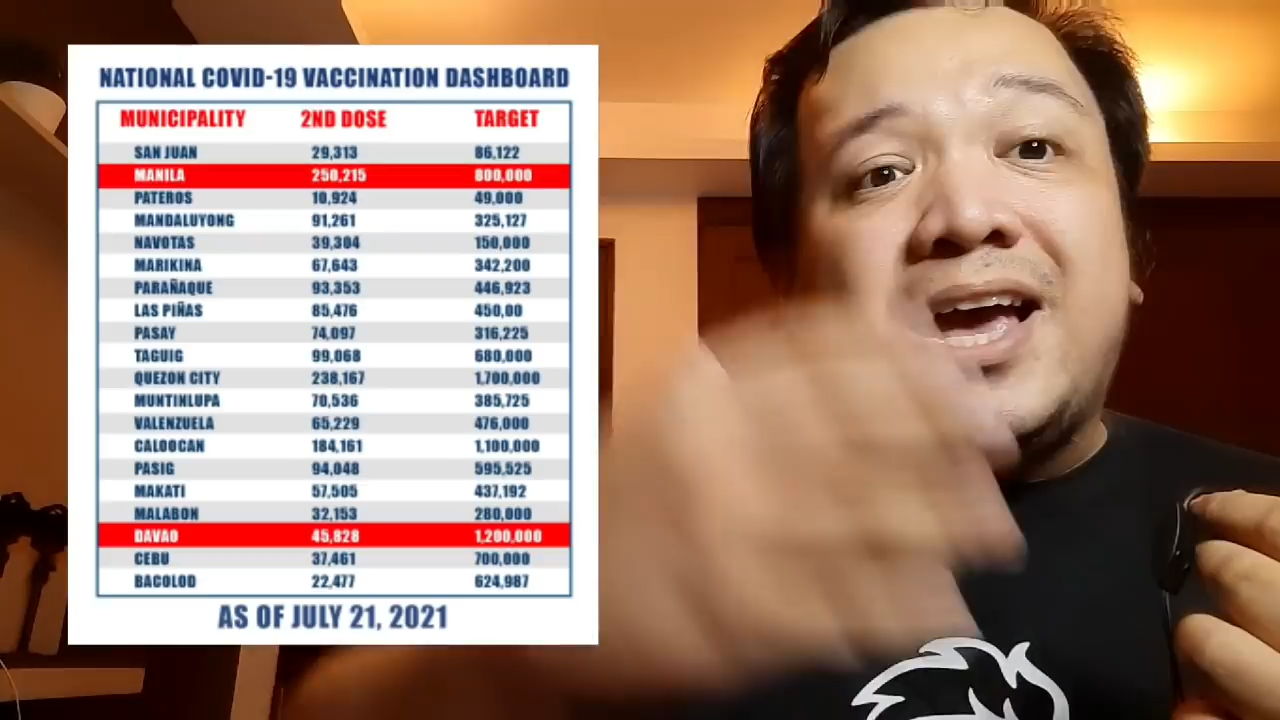 NATIONAL COVID-19 VACCINATION DASHBOARD
MUNICIPALITY 2ND DOSE TARGET
SAN JUAN 29,313 86,122
MANILA 250,215 800,000
PATEROS 10,924 49,000
MANDALUYONG 91,261 325,127
NAVOTAS 39,304 150,000
MARIKINA 67,643 342,200
PARAÑAQUE 93,353 446,923
LAS PIÑAS 85,476 450,00
PASAY 74,097 316,225
TAGUIG 99,068 680,000
QUEZON CITY 238,167 1,700,000
MUNTINLUPA 70,536 385,725
VALENZUELA 65,229 476,000
CALOOCAN 184,161 1,100,000
PASIG 94,048 595,525
MAKATI 57,505 437,192
MALABON 32,153 280,000
DAVAO 45,828 1,200,000
CEBU 37,461 700,000
BACOLOD 22,477 624,987
AS OF JULY 21, 2021